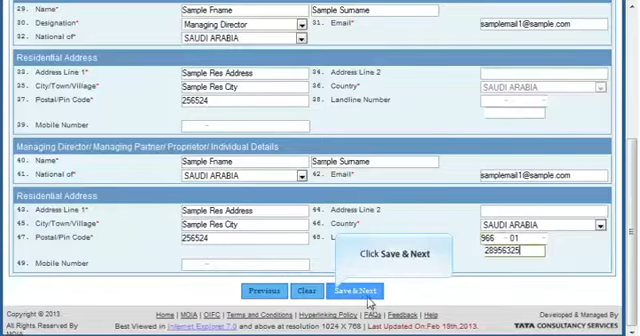 29. Name* Sample Fname Sample Surname
30. Designation* Managing Director 31. Email* samplemail1@sample.com
32. National of* SAUDI ARABIA
Residential Address
33. Address Line 1* Sample Res Address 34. Address Line 2
35. City/Town/Village* Sample Res City 36. Country* SAUDI ARABIA
37. Postal/Pin Code* 256524 38. Landline Number - -
39. Mobile Number -
Managing Director/ Managing Partner/ Proprietor/ Individual Details
40. Name* Sample Fname Sample Surname
41. National of* SAUDI ARABIA 42. Email* samplemail1@sample.com
Residential Address
43. Address Line 1* Sample Res Address 44. Address Line 2
45. City/Town/Village* Sample Res City 46. Country* SAUDI ARABIA
47. Postal/Pin Code* 256524 966 - 01 -
28956325
Click Save & Next
49. Mobile Number -
Previous Clear Save & Next
Copyright © 2013 Home | MOIA | OIFC | Terms and Conditions | Hyperlinking Policy | FAQs | Feedback | Help Developed & Managed By
MOIA Best Viewed in Internet Explorer 7.0 and above at resolution 1024 X 768 | Last Updated On:Feb 19th,2013. TATA CONSULTANCY SERVICES